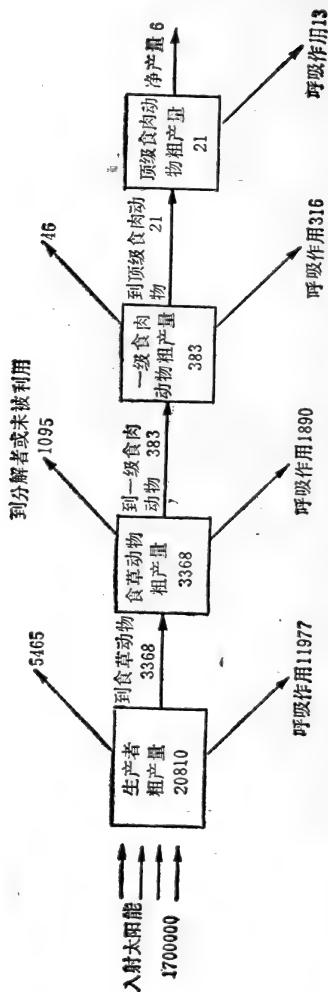 入射太阳能
1700000
生产者
粗产量
20810
5465
呼吸作用11977
到食草动物
3368
食草动物
粗产量
3368
到分解者或未被利用
1095
呼吸作用1890
到一级食肉
动物 383
一级食肉
动物粗产量
383
46
呼吸作用316
到顶级食肉动
物 21
顶级食肉动
物粗产量
21
净产量 6
呼吸作用13